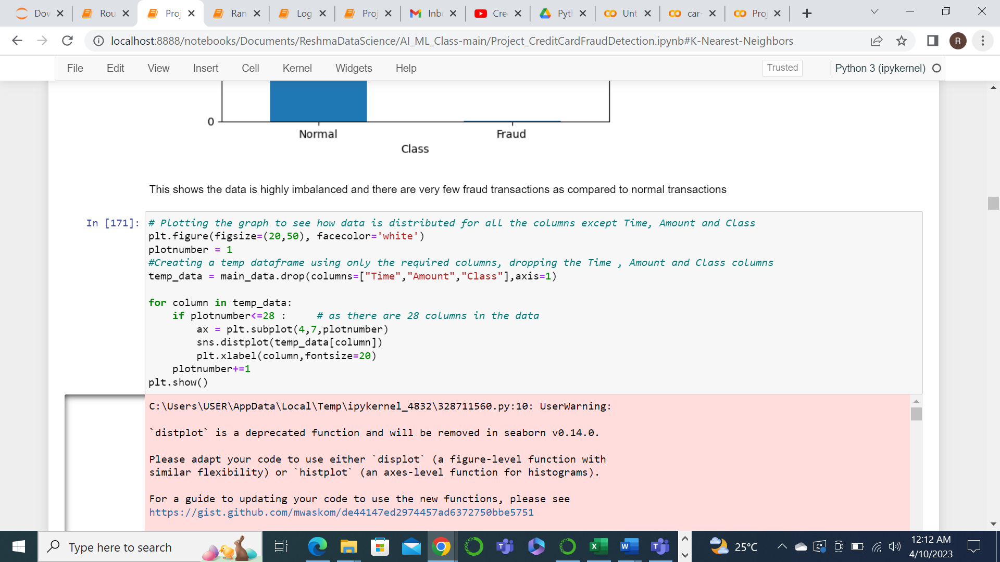 Dov
Rou
Proj
Ran
Log
Proj
Inb
Cre
Pyt
Unt
car-
Proj
localhost:8888/notebooks/Documents/ReshmaDataScience/AI_ML_Class-main/Project_CreditCardFraudDetection.ipynb#K-Nearest-Neighbors
R
File Edit View Insert Cell Kernel Widgets Help
Trusted
Python 3 (ipykernel)
0
Normal Fraud
Class
This shows the data is highly imbalanced and there are very few fraud transactions as compared to normal transactions
In [171]:
# Plotting the graph to see how data is distributed for all the columns except Time, Amount and Class
plt.figure(figsize=(20,50), facecolor='white')
plotnumber = 1
#Creating a temp dataframe using only the required columns, dropping the Time , Amount and Class columns
temp_data = main_data.drop(columns=["Time","Amount","Class"],axis=1)
for column in temp_data:
    if plotnumber<=28 :     # as there are 28 columns in the data
        ax = plt.subplot(4,7,plotnumber)
        sns.distplot(temp_data[column])
        plt.xlabel(column,fontsize=20)
    plotnumber+=1
plt.show()
C:\Users\USER\AppData\Local\Temp\ipykernel_4832\328711560.py:10: UserWarning:
`distplot` is a deprecated function and will be removed in seaborn v0.14.0.
Please adapt your code to use either `displot` (a figure-level function with
similar flexibility) or `histplot` (an axes-level function for histograms).
For a guide to updating your code to use the new functions, please see
https://gist.github.com/mwaskom/de44147ed2974457ad6372750bbe5751
Type here to search
25°C
12:12 AM
4/10/2023